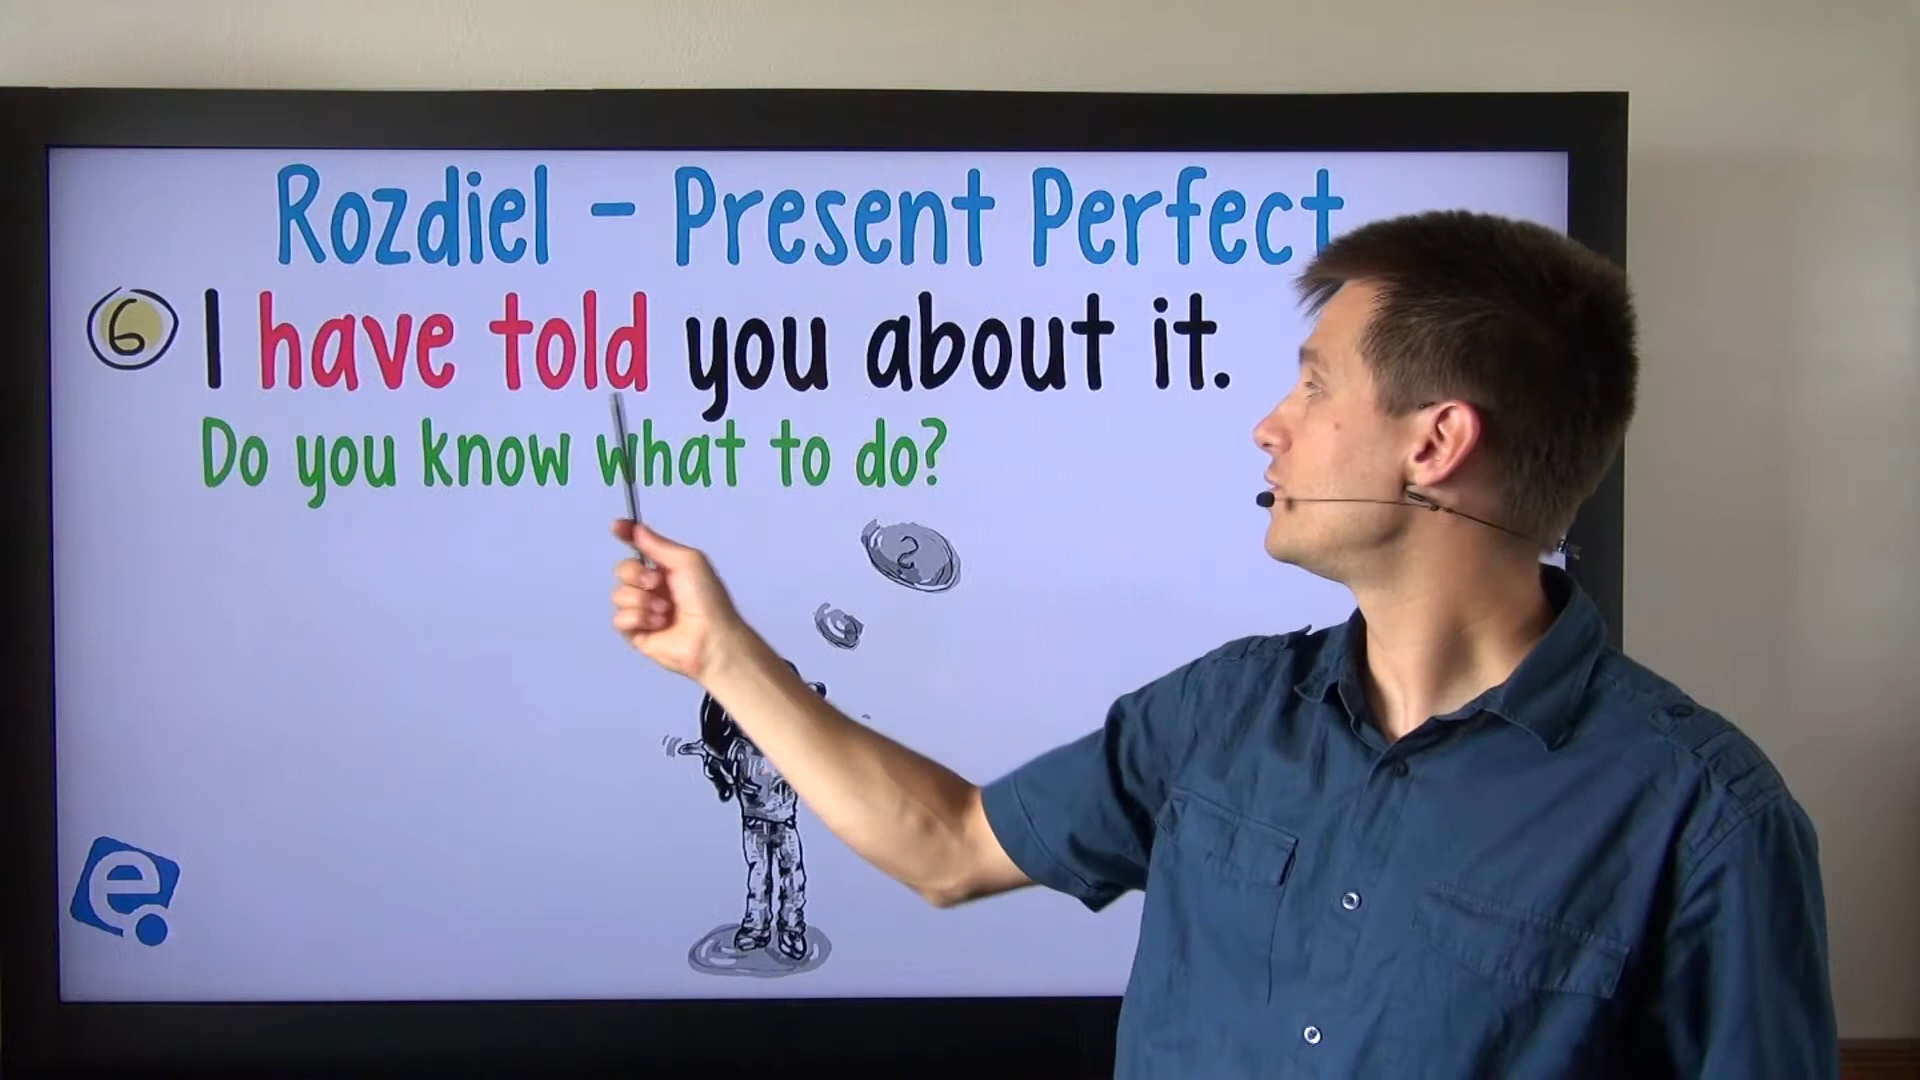 Rozdiel - Present Perfect
6 I have told you about it.
Do you know what to do?
?
e